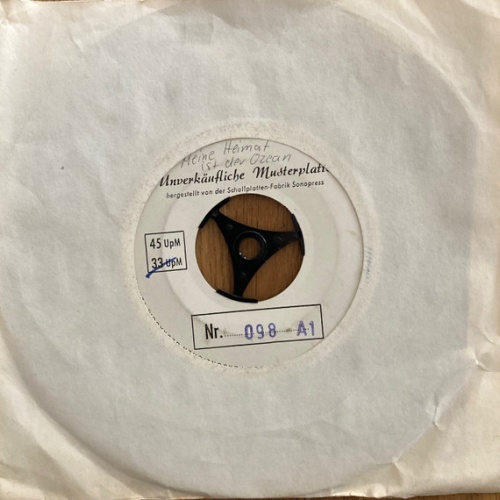 Meine Heimat
ist der Ozean
Unverkäufliche Musterplatte
hergestellt von der Schallplatten-Fabrik Sonopress
45 UpM
33 UpM
Nr. 098 A1